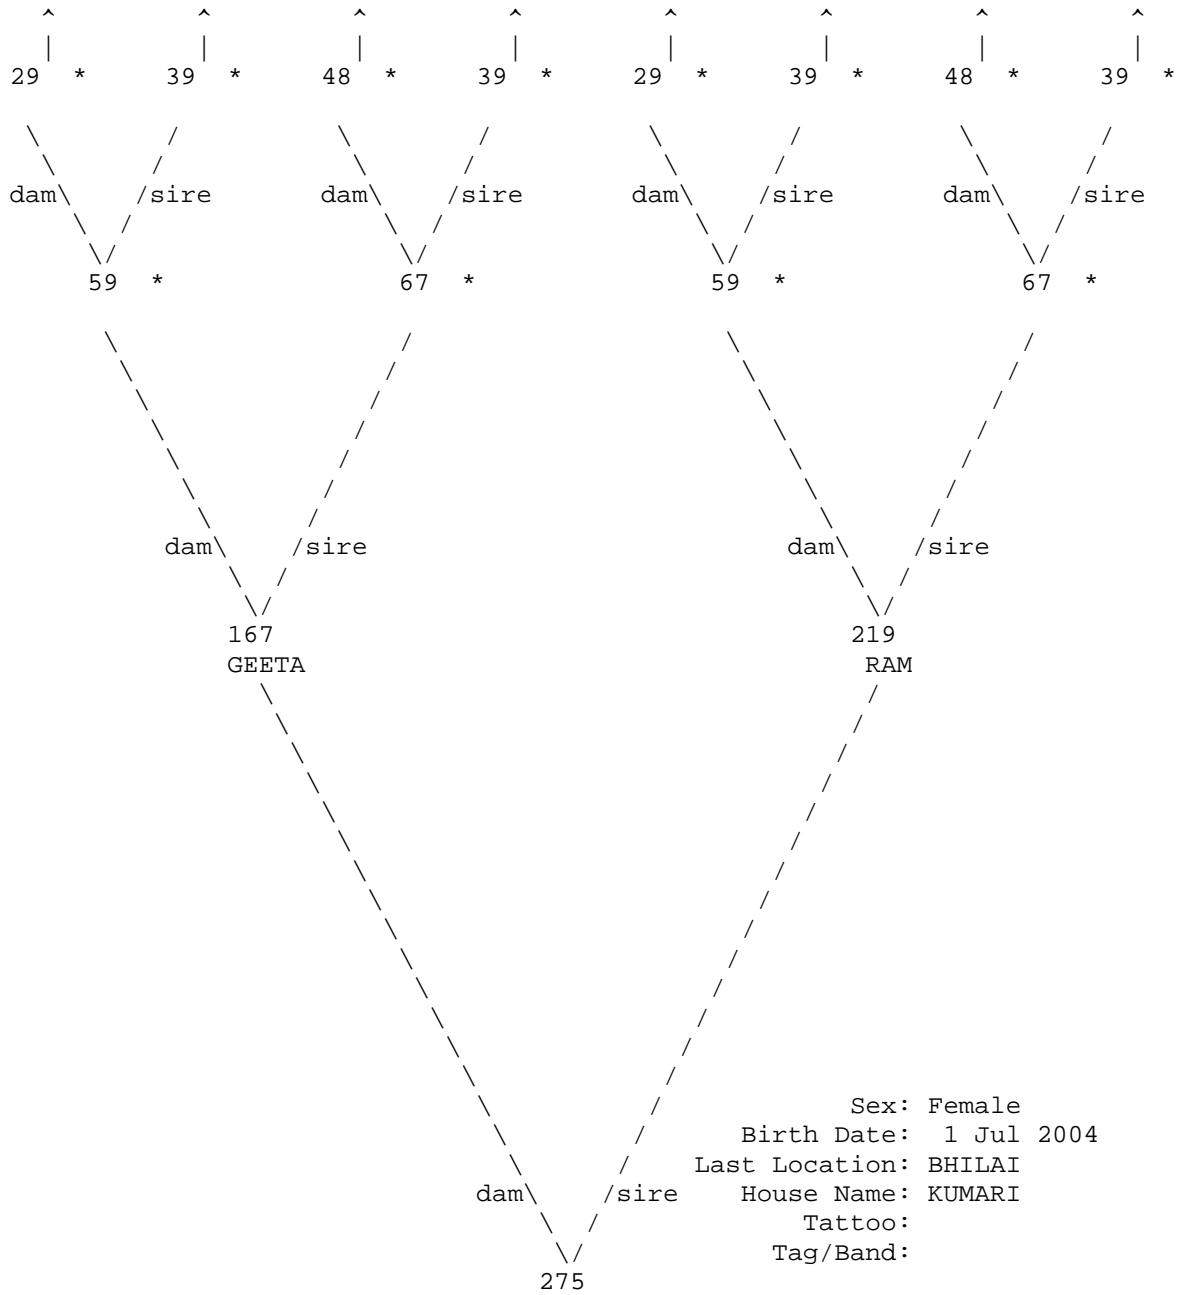 ^ ^ ^ ^ ^ ^ ^ ^
29 * 39 * 48 * 39 * 29 * 39 * 48 * 39 *
dam sire dam sire dam sire dam sire
59 * 67 * 59 * 67 *
dam sire dam sire
167 219
GEETA RAM
Sex: Female
Birth Date: 1 Jul 2004
Last Location: BHILAI
dam sire House Name: KUMARI
Tattoo:
Tag/Band:
275